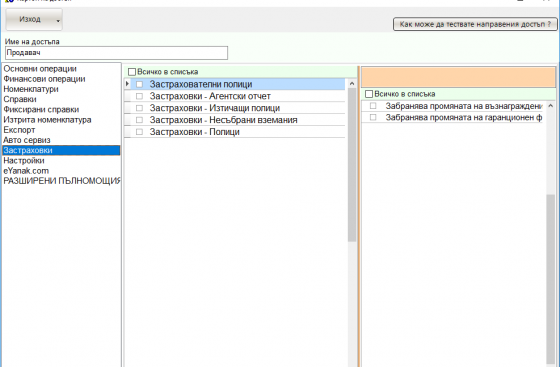 Изход
Как може да тествате направения достъп ?
Име на достъпа
Продавач
Основни операции
Финансови операции
Номенклатури
Справки
Фиксирани справки
Изтрита номенклатура
Експорт
Авто сервиз
Застраховки
Настройки
eYanak.com
РАЗШИРЕНИ ПЪЛНОМОЩИЯ
Всичко в списъка
Застрахователни полици
Застраховки - Агентски отчет
Застраховки - Изтичащи полици
Застраховки - Несъбрани вземания
Застраховки - Полици
Всичко в списъка
Забранява промяната на възнаграждени
Забранява промяната на гаранционен ф